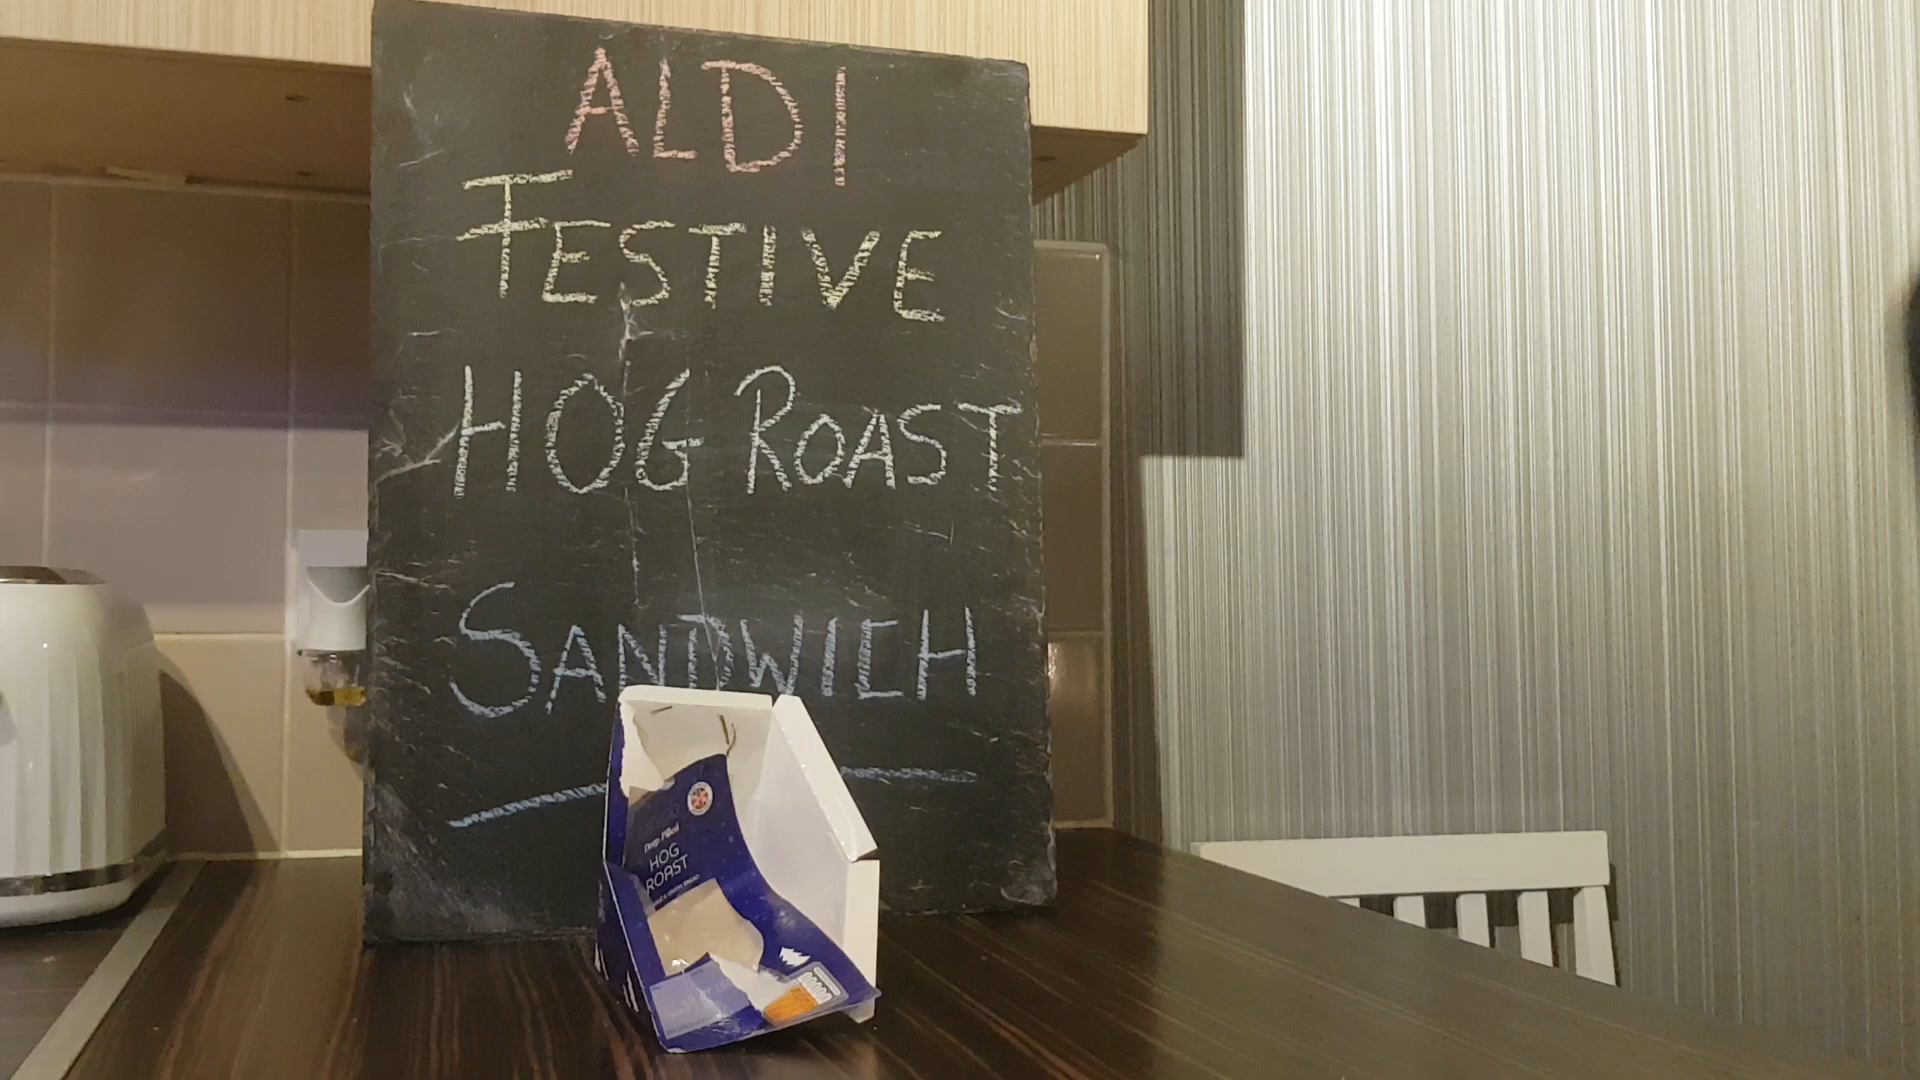 ALDI
FESTIVE
HOG ROAST
SANDWICH
Deep Filled
HOG
ROAST